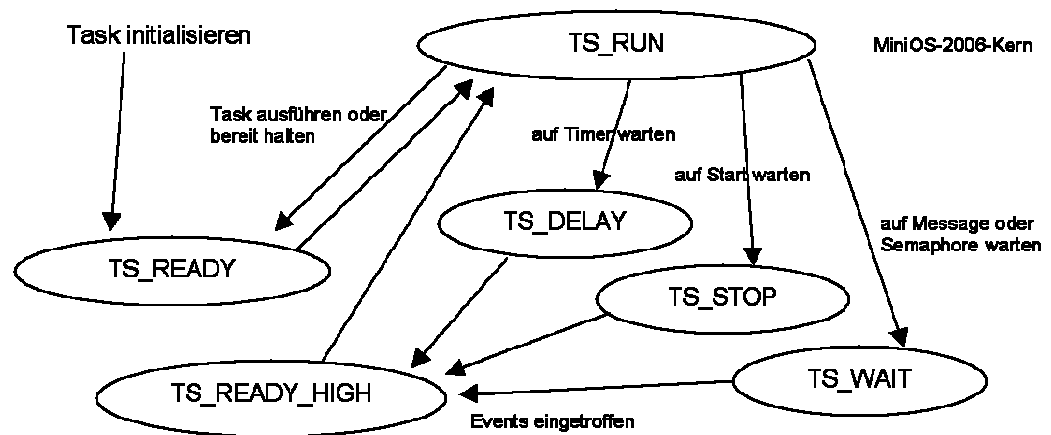 Task initialisieren
TS_RUN
MiniOS-2006-Kern
Task ausführen oder
bereit halten
auf Timer warten
auf Start warten
TS_DELAY
auf Message oder
Semaphore warten
TS_READY
TS_STOP
TS_READY_HIGH
TS_WAIT
Events eingetroffen